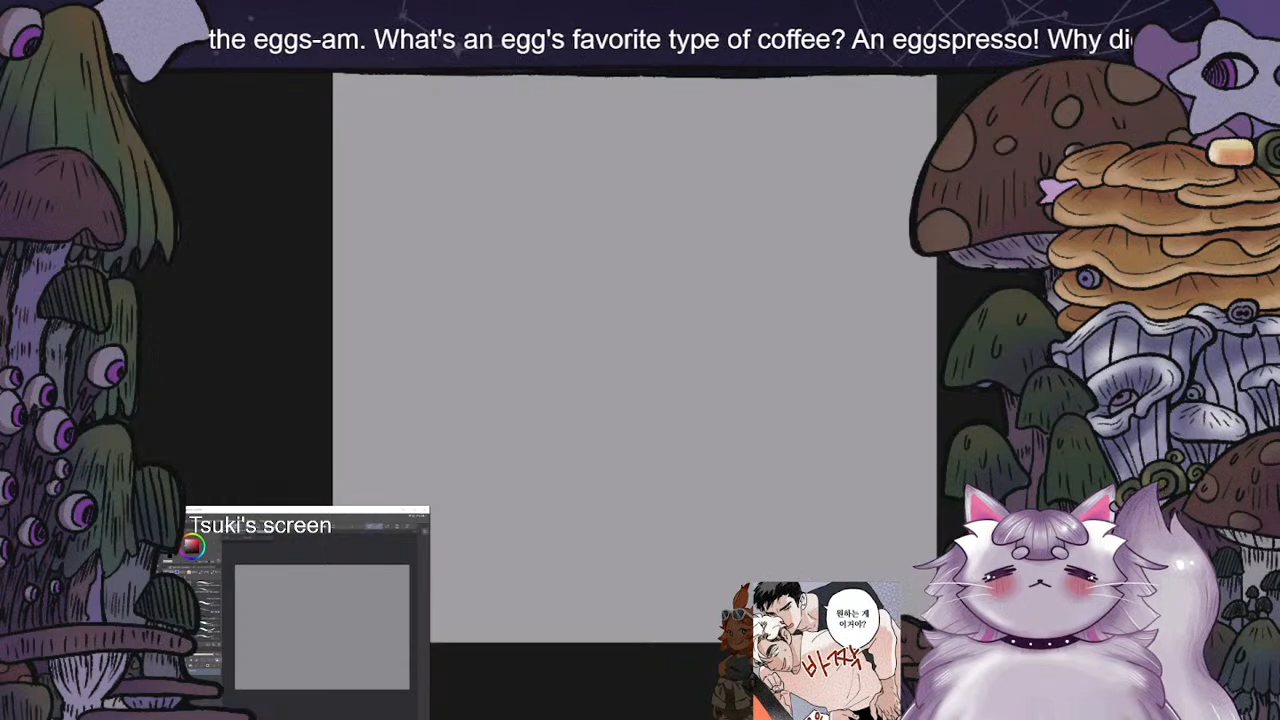 the eggs-am. What's an egg's favorite type of coffee? An eggspresso! Why di
Tsuki's screen
원하는 게
이거야?
바짝